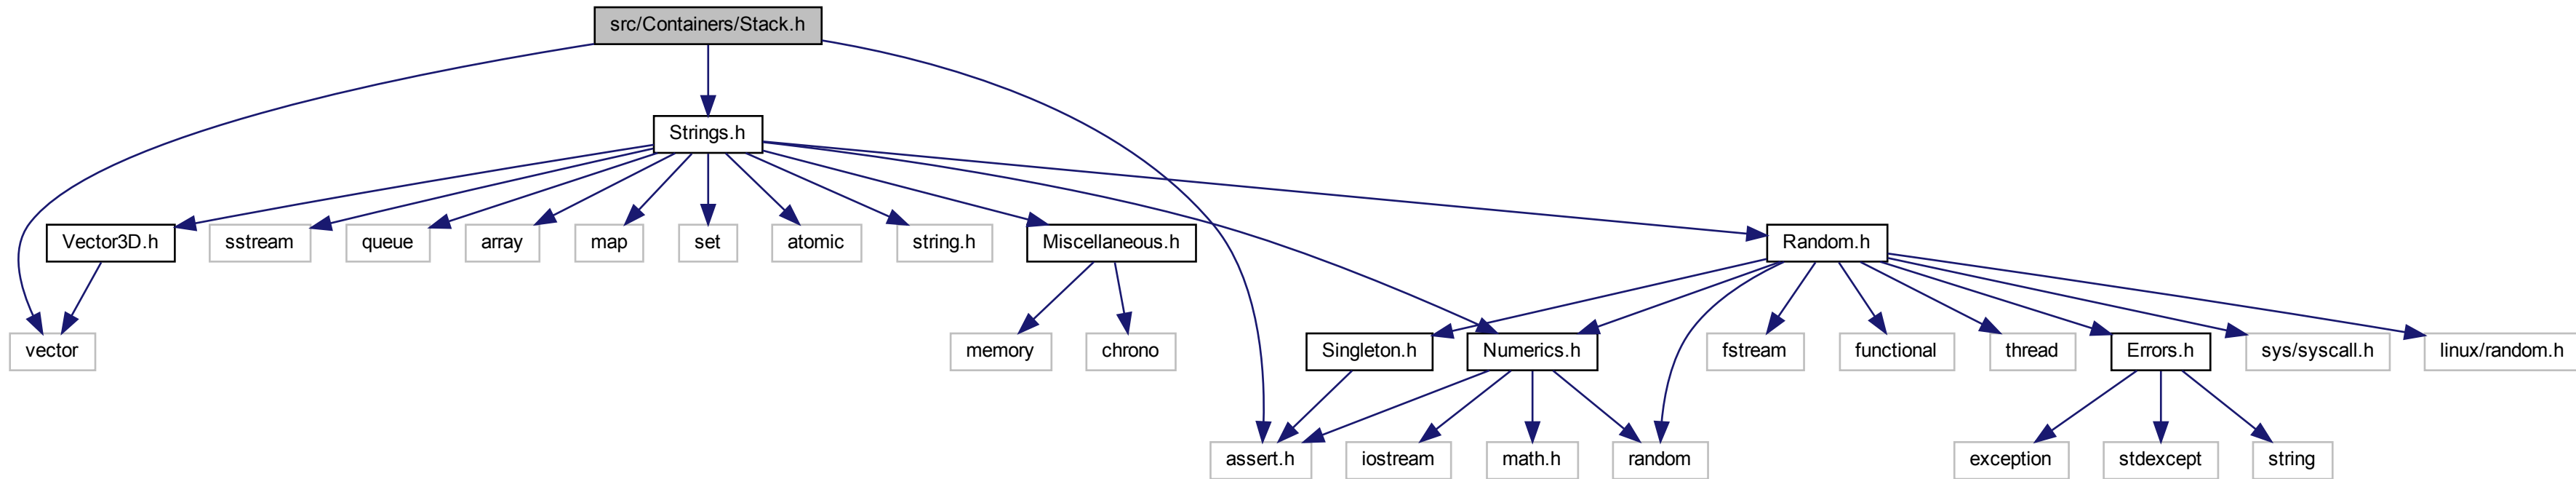 src/Containers/Stack.h
Strings.h
Vector3D.h
sstream
queue
array
map
set
atomic
string.h
Miscellaneous.h
Random.h
vector
memory
chrono
Singleton.h
Numerics.h
fstream
functional
thread
Errors.h
sys/syscall.h
linux/random.h
assert.h
iostream
math.h
random
exception
stdexcept
string